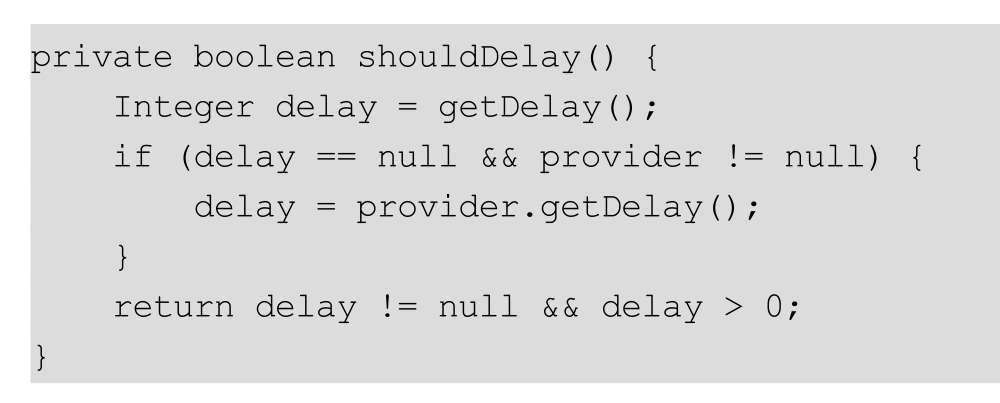 private boolean shouldDelay() {
    Integer delay = getDelay();
    if (delay == null && provider != null) {
        delay = provider.getDelay();
    }
    return delay != null && delay > 0;
}